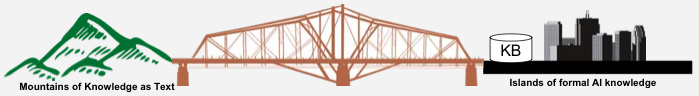 KB
Mountains of Knowledge as Text
Islands of formal AI knowledge